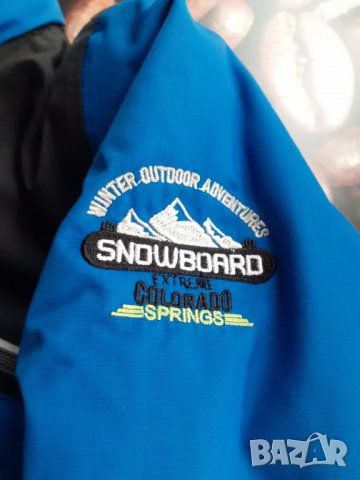 WINTER.OUTDOOR.ADVENTURES
SNOWBOARD
EXTREME
COLORADO
SPRINGS
BAZAR